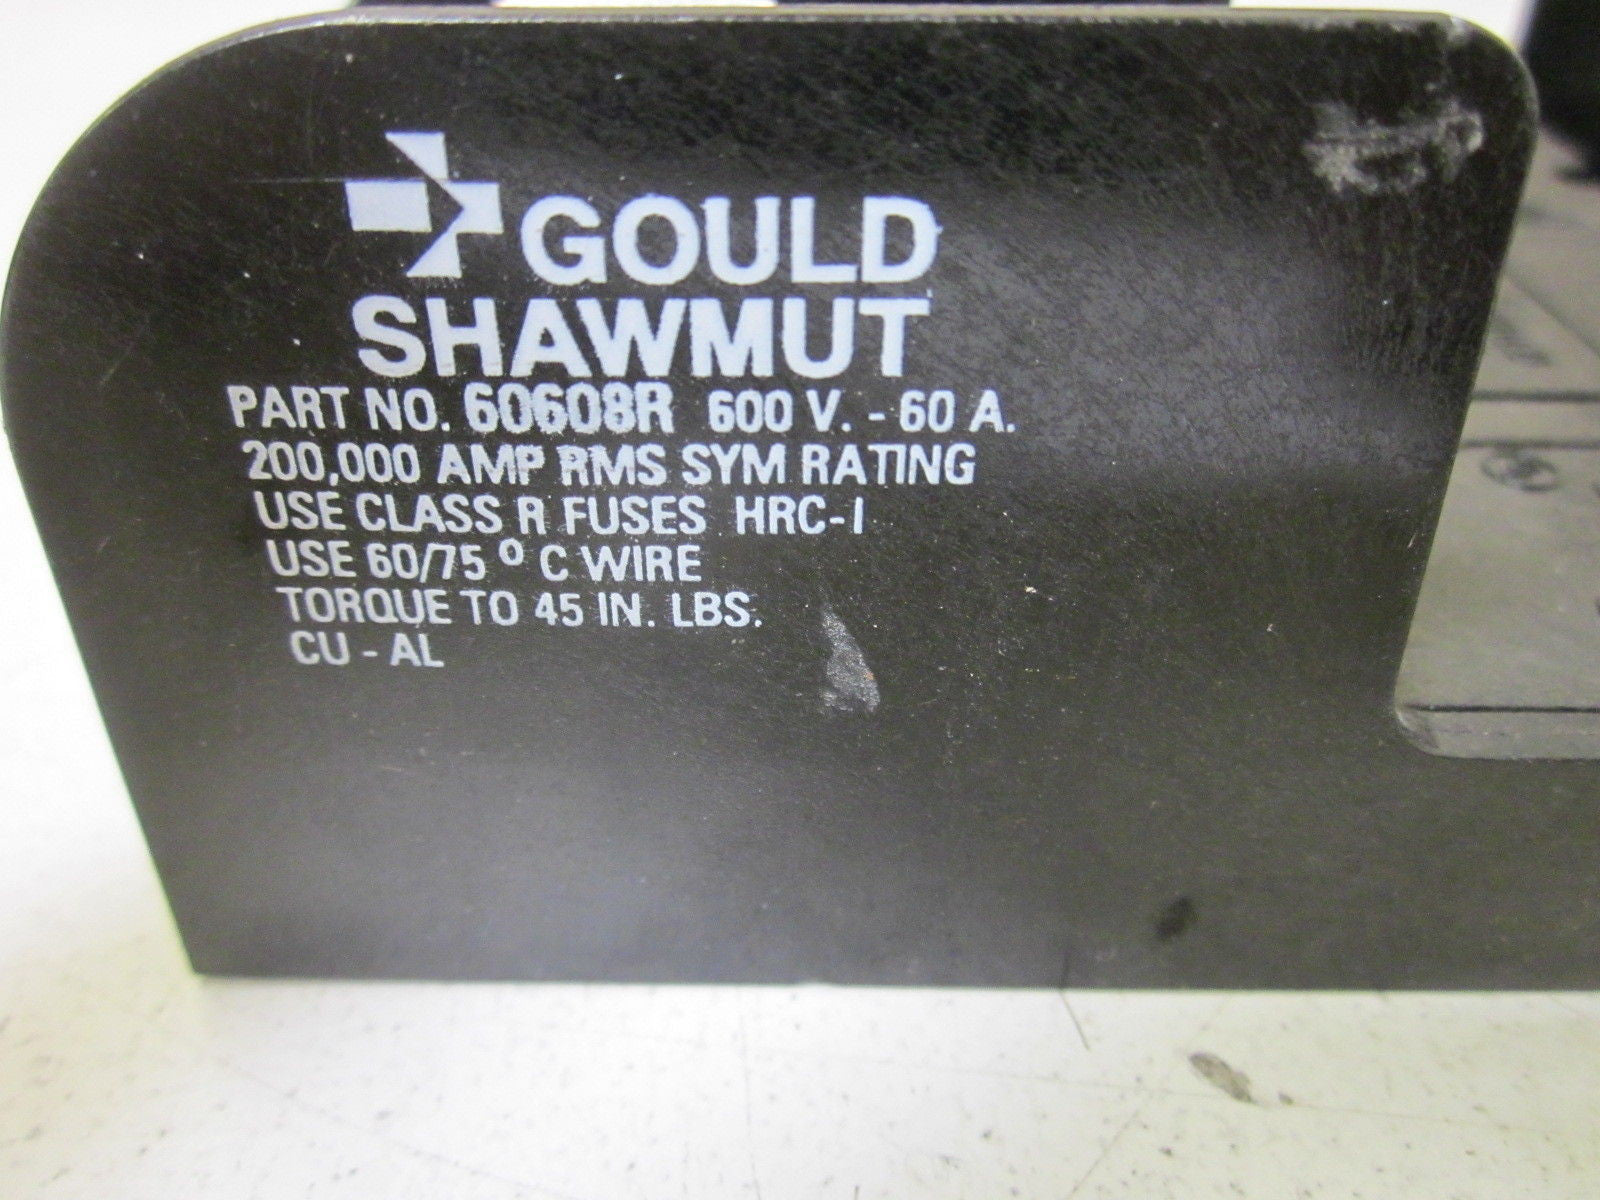 GOULD
SHAWMUT
PART NO. 60608R 600 V. - 60 A.
200,000 AMP RMS SYM RATING
USE CLASS R FUSES HRC-I
USE 60/75 º C WIRE
TORQUE TO 45 IN. LBS.
CU - AL